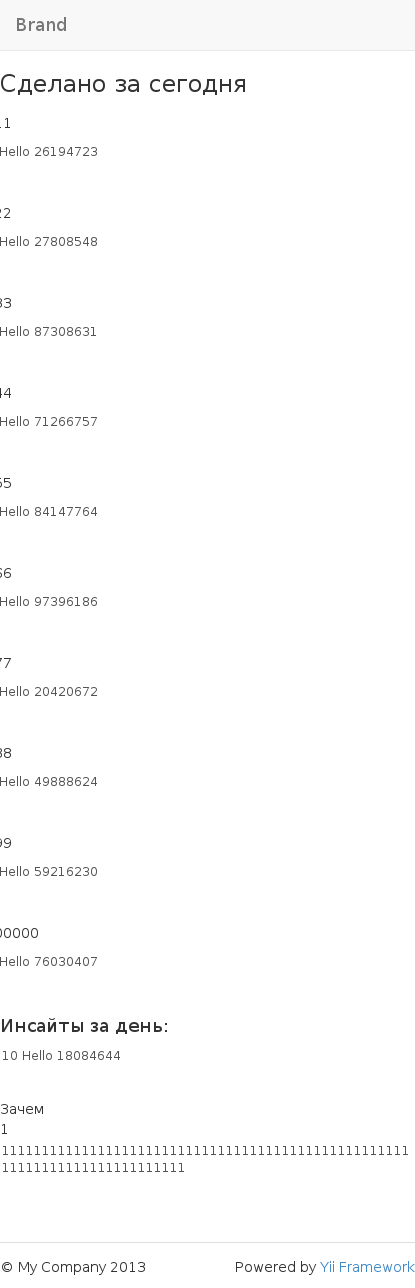 Brand
Сделано за сегодня
11
Hello 26194723
22
Hello 27808548
33
Hello 87308631
44
Hello 71266757
55
Hello 84147764
66
Hello 97396186
77
Hello 20420672
88
Hello 49888624
99
Hello 59216230
00000
Hello 76030407
Инсайты за день:
10 Hello 18084644
Зачем
1
111111111111111111111111111111111111111111111111111
11111111111111111111111
© My Company 2013 Powered by Yii Framework